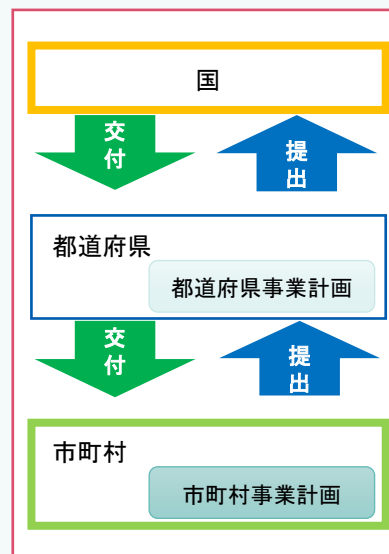 国
交付
提出
都道府県
都道府県事業計画
交付
提出
市町村
市町村事業計画